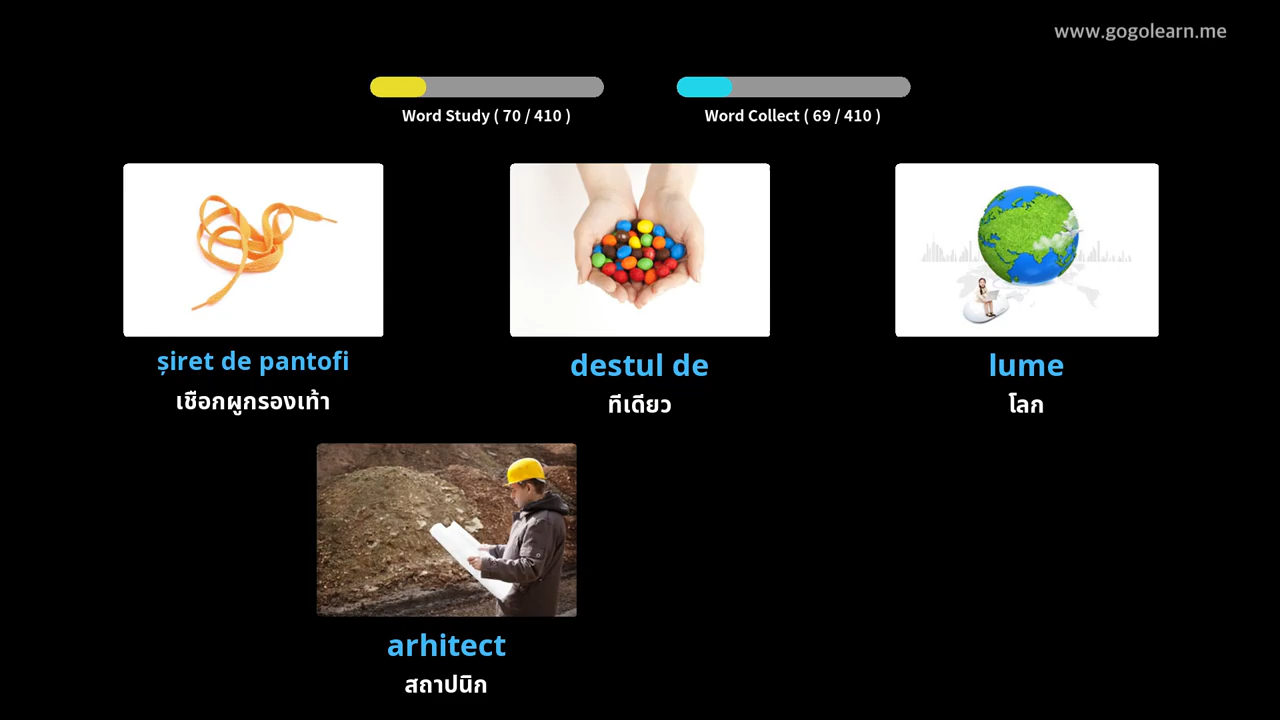 www.gogolearn.me
Word Study ( 70 / 410 )
Word Collect ( 69 / 410 )
șiret de pantofi
เชือกผูกรองเท้า
destul de
ทีเดียว
lume
โลก
arhitect
สถาปนิก